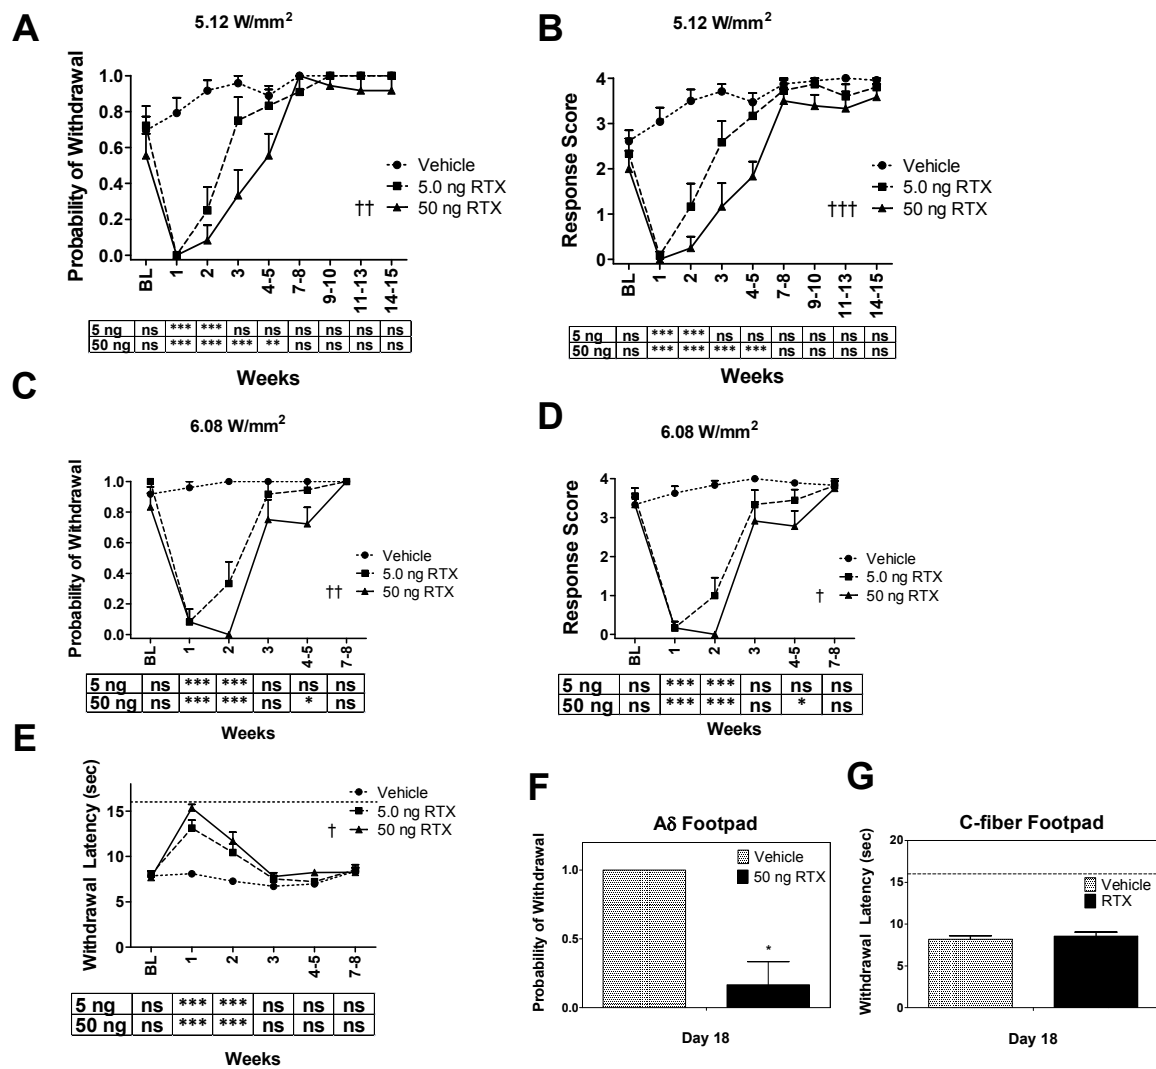 A
5.12 W/mm2
Probability of Withdrawal
1.0
0.8
0.6
0.4
0.2
0.0
BL 1 2 3 4-5 7-8 9-10 11-13 14-15
Vehicle
5.0 ng RTX
†† 50 ng RTX
5 ng ns *** *** ns ns ns ns ns ns
50 ng ns *** *** *** ** ns ns ns ns
Weeks
B
5.12 W/mm2
Response Score
4
3
2
1
0
BL 1 2 3 4-5 7-8 9-10 11-13 14-15
Vehicle
5.0 ng RTX
††† 50 ng RTX
5 ng ns *** *** ns ns ns ns ns ns
50 ng ns *** *** *** *** ns ns ns ns
Weeks
C
6.08 W/mm2
Probability of Withdrawal
1.0
0.8
0.6
0.4
0.2
0.0
BL 1 2 3 4-5 7-8
Vehicle
5.0 ng RTX
†† 50 ng RTX
5 ng ns *** *** ns ns ns
50 ng ns *** *** ns * ns
Weeks
D
6.08 W/mm2
Response Score
4
3
2
1
0
BL 1 2 3 4-5 7-8
Vehicle
5.0 ng RTX
† 50 ng RTX
5 ng ns *** *** ns ns ns
50 ng ns *** *** ns * ns
Weeks
E
Withdrawal Latency (sec)
15
10
5
0
BL 1 2 3 4-5 7-8
Vehicle
5.0 ng RTX
† 50 ng RTX
5 ng ns *** *** ns ns ns
50 ng ns *** *** ns ns ns
Weeks
F
Aδ Footpad
Probability of Withdrawal
1.0
0.5
0.0
Vehicle
50 ng RTX
*
Day 18
G
C-fiber Footpad
Withdrawal Latency (sec)
20
15
10
5
0
Vehicle
RTX
Day 18